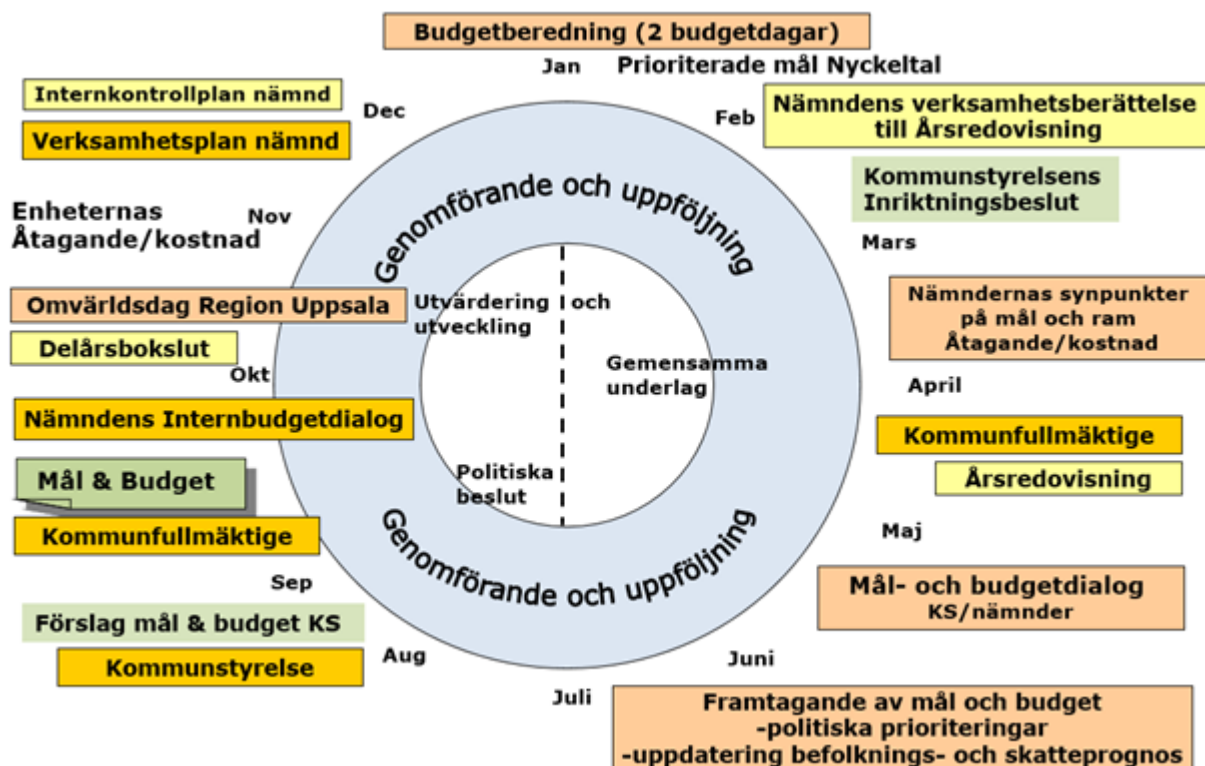 Budgetberedning (2 budgetdagar)
Jan
Prioriterade mål Nyckeltal
Feb
Nämndens verksamhetsberättelse
till Årsredovisning
Kommunstyrelsens
Inriktningsbeslut
Mars
Nämndernas synpunkter
på mål och ram
Åtagande/kostnad
April
Kommunfullmäktige
Årsredovisning
Maj
Mål- och budgetdialog
KS/nämnder
Juni
Framtagande av mål och budget
-politiska prioriteringar
-uppdatering befolknings- och skatteprognos
Juli
Aug
Förslag mål & budget KS
Kommunstyrelse
Sep
Mål & Budget
Kommunfullmäktige
Nämndens Internbudgetdialog
Okt
Omvärldsdag Region Uppsala
Delårsbokslut
Nov
Enheternas
Åtagande/kostnad
Dec
Internkontrollplan nämnd
Verksamhetsplan nämnd
Genomförande och uppföljning
Utvärdering och
utveckling
Gemensamma
underlag
Politiska
beslut
Genomförande och uppföljning